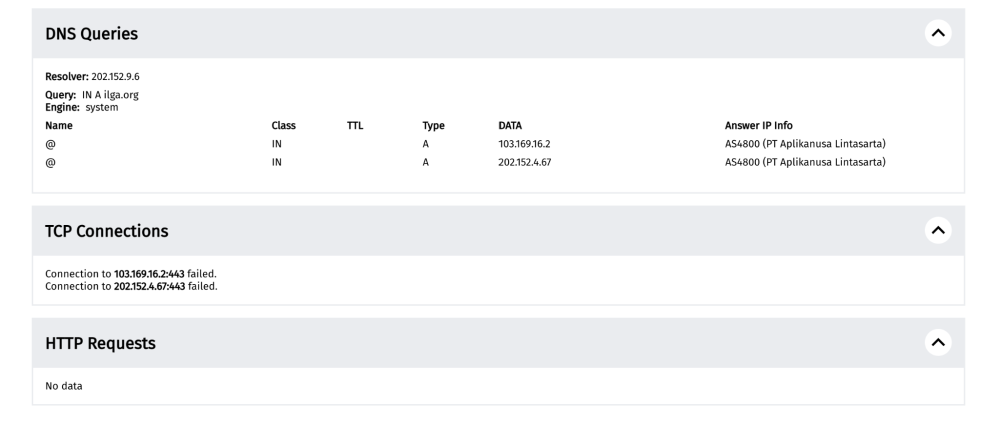 DNS Queries
Resolver: 202.152.9.6
Query: IN A ilga.org
Engine: system
Name Class TTL Type DATA Answer IP Info
@ IN A 103.169.16.2 AS4800 (PT Aplikanusa Lintasarta)
@ IN A 202.152.4.67 AS4800 (PT Aplikanusa Lintasarta)
TCP Connections
Connection to 103.169.16.2:443 failed.
Connection to 202.152.4.67:443 failed.
HTTP Requests
No data